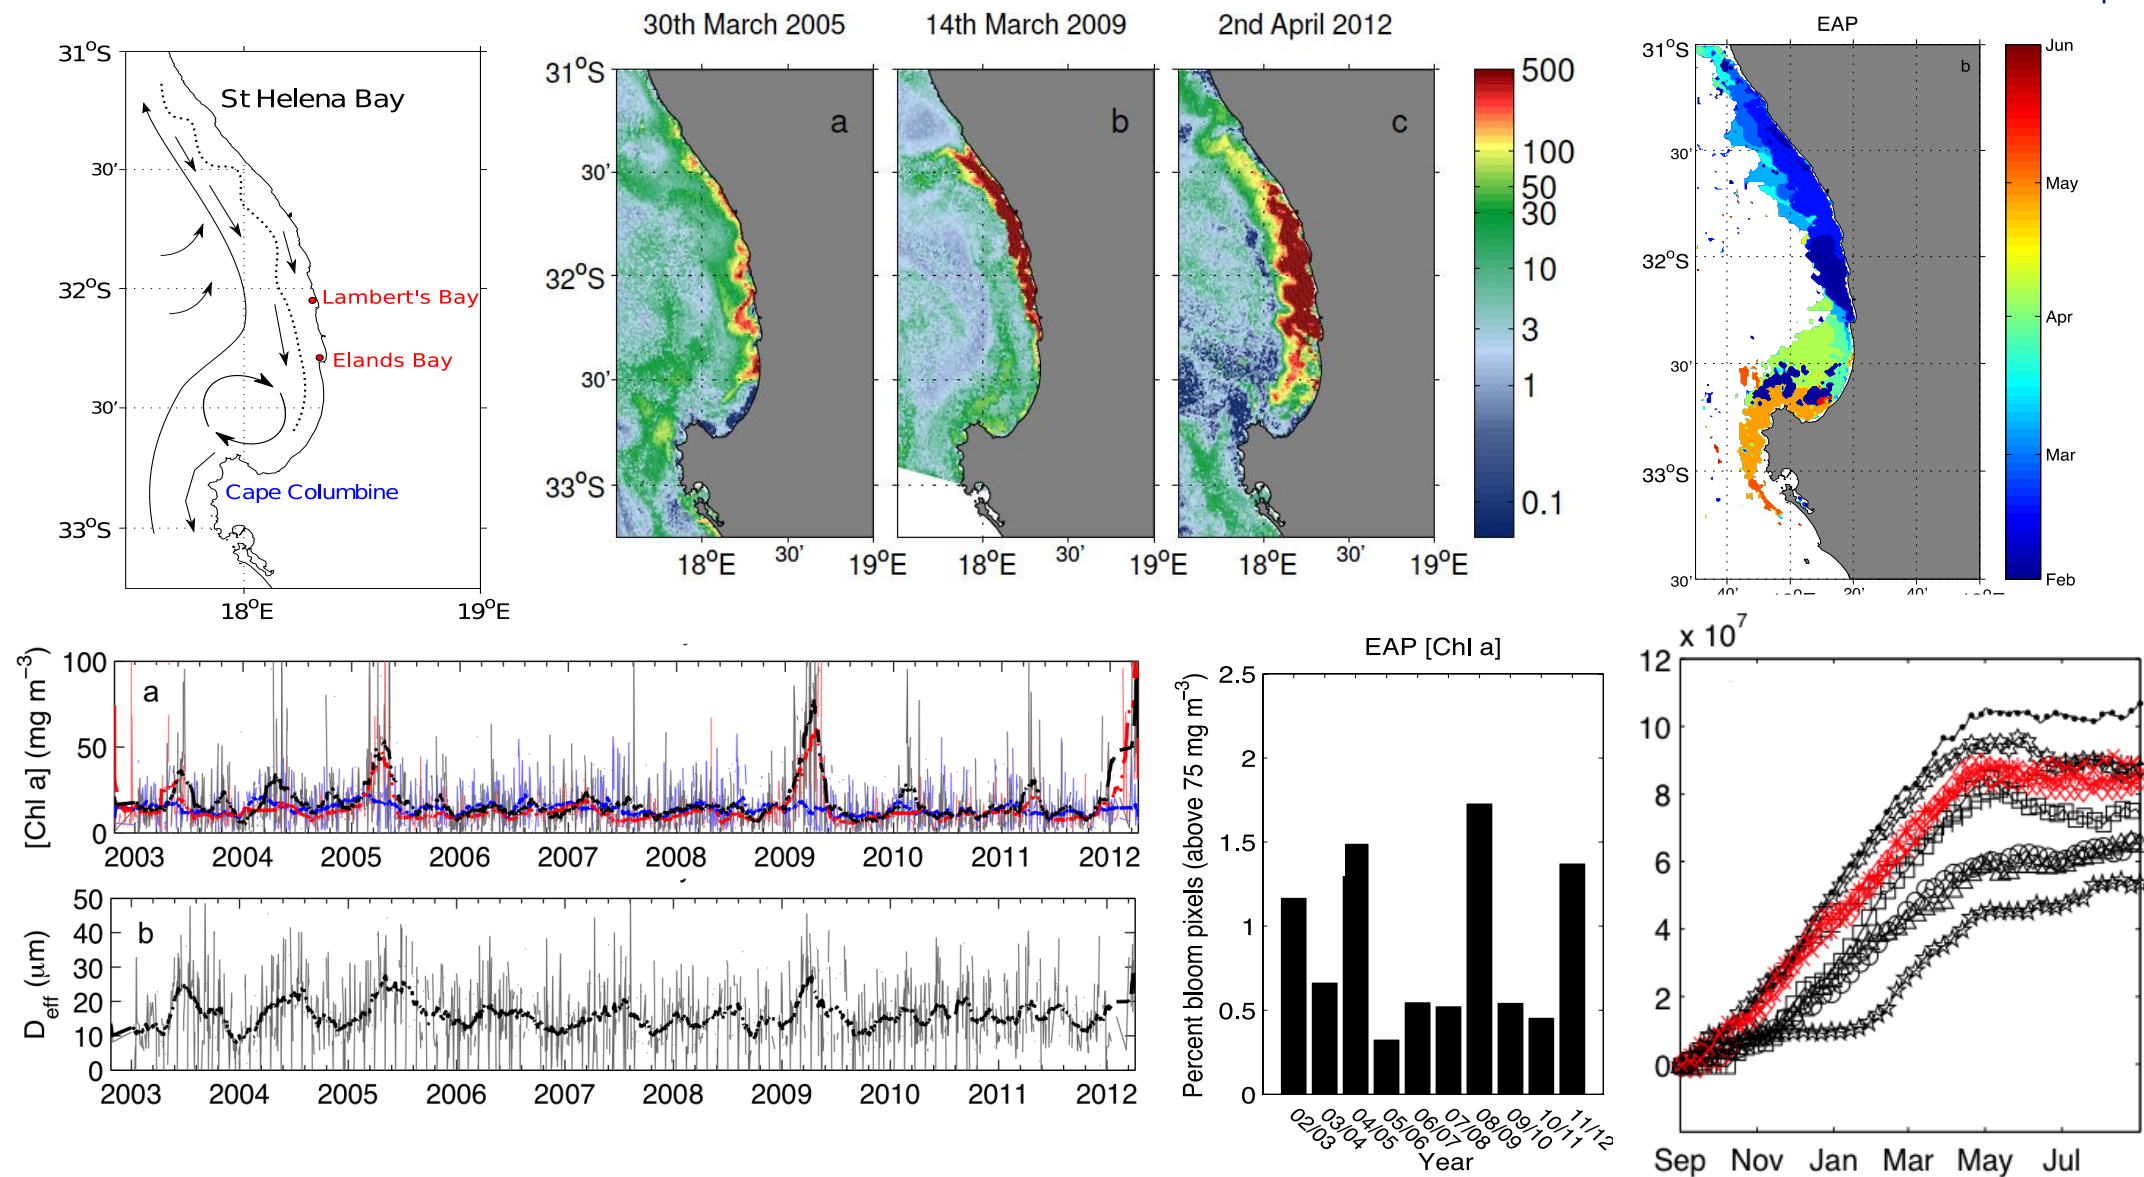 31°S
30'
32°S
30'
33°S
18°E
19°E
St Helena Bay
Lambert's Bay
Elands Bay
Cape Columbine
30th March 2005
14th March 2009
2nd April 2012
31°S
30'
32°S
30'
33°S
a
b
c
18°E
30'
19°E
18°E
30'
19°E
18°E
30'
19°E
500
100
50
30
10
3
1
0.1
EAP
b
31°S
30'
32°S
30'
33°S
30'
40'
20'
40'
Jun
May
Apr
Mar
Feb
[Chl a] (mg m⁻³)
100
50
0
a
2003
2004
2005
2006
2007
2008
2009
2010
2011
2012
D_eff (μm)
50
40
30
20
10
0
b
2003
2004
2005
2006
2007
2008
2009
2010
2011
2012
EAP [Chl a]
Percent bloom pixels (above 75 mg m⁻³)
2.5
2
1.5
1
0.5
0
02/03
03/04
04/05
05/06
06/07
07/08
08/09
09/10
10/11
11/12
Year
x 10⁷
12
10
8
6
4
2
0
Sep
Nov
Jan
Mar
May
Jul